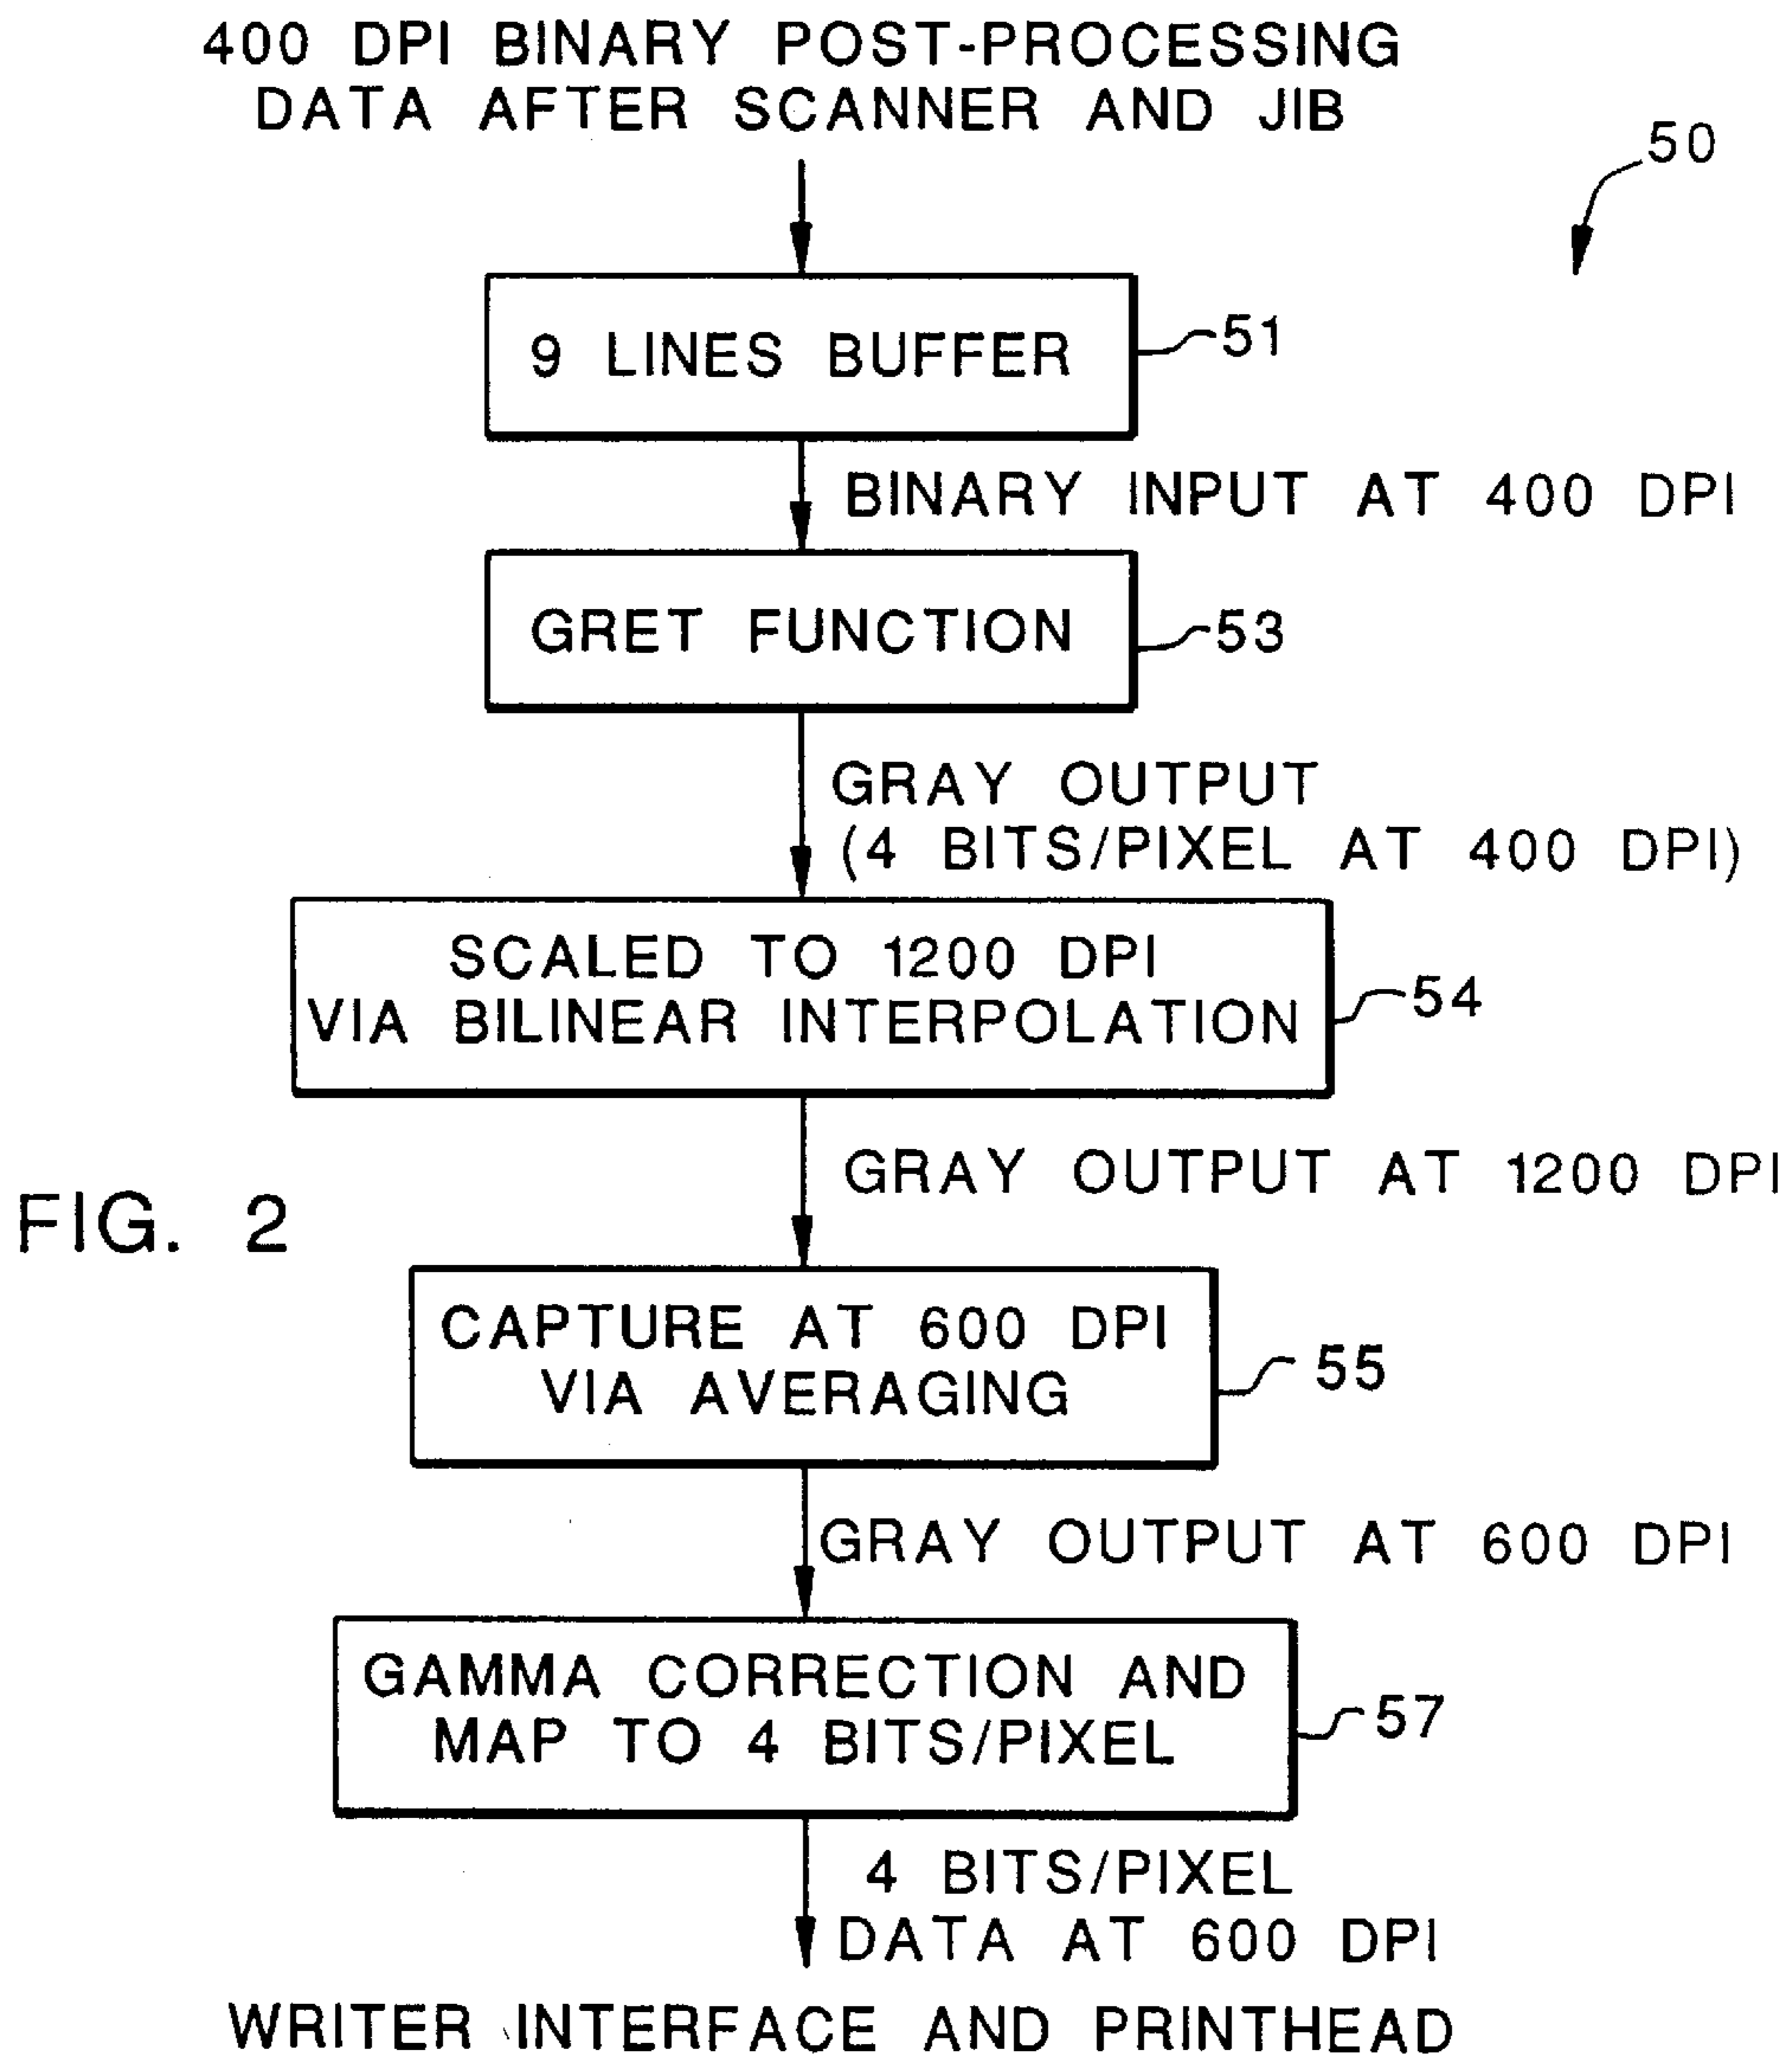 400 DPI BINARY POST-PROCESSING
DATA AFTER SCANNER AND JIB
50
9 LINES BUFFER
51
BINARY INPUT AT 400 DPI
GRET FUNCTION
53
GRAY OUTPUT
(4 BITS/PIXEL AT 400 DPI)
SCALED TO 1200 DPI
VIA BILINEAR INTERPOLATION
54
GRAY OUTPUT AT 1200 DPI
FIG. 2
CAPTURE AT 600 DPI
VIA AVERAGING
55
GRAY OUTPUT AT 600 DPI
GAMMA CORRECTION AND
MAP TO 4 BITS/PIXEL
57
4 BITS/PIXEL
DATA AT 600 DPI
WRITER INTERFACE AND PRINTHEAD